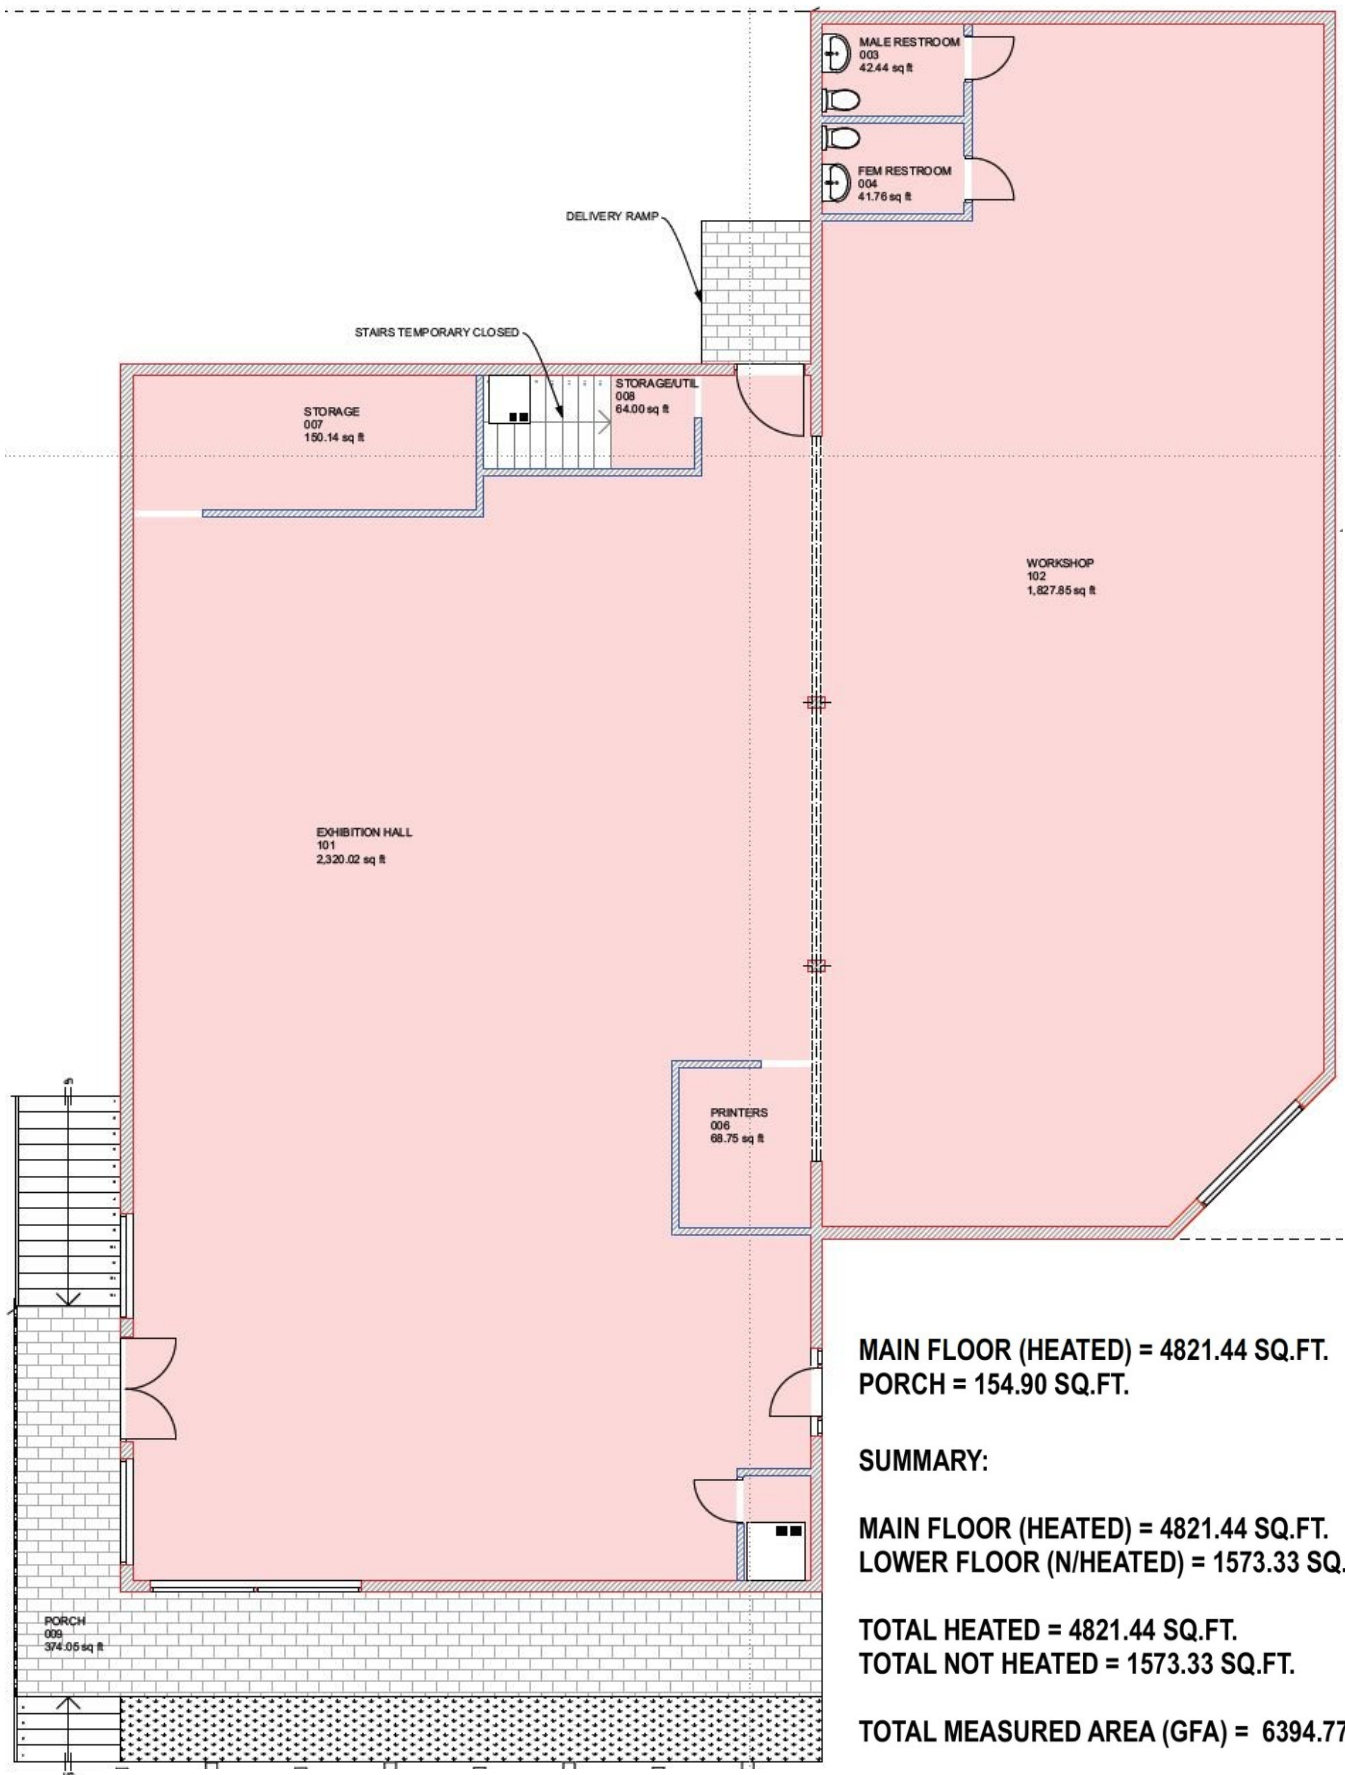 MALE RESTROOM
003
42.44 sq ft
FEM RESTROOM
004
41.76 sq ft
DELIVERY RAMP
STAIRS TEMPORARY CLOSED
STORAGE
007
150.14 sq ft
STORAGE/UTIL
008
64.00 sq ft
WORKSHOP
102
1,827.85 sq ft
EXHIBITION HALL
101
2,320.02 sq ft
PRINTERS
006
68.75 sq ft
PORCH
009
374.05 sq ft
MAIN FLOOR (HEATED) = 4821.44 SQ.FT.
PORCH = 154.90 SQ.FT.
SUMMARY:
MAIN FLOOR (HEATED) = 4821.44 SQ.FT.
LOWER FLOOR (N/HEATED) = 1573.33 SQ.
TOTAL HEATED = 4821.44 SQ.FT.
TOTAL NOT HEATED = 1573.33 SQ.FT.
TOTAL MEASURED AREA (GFA) = 6394.77